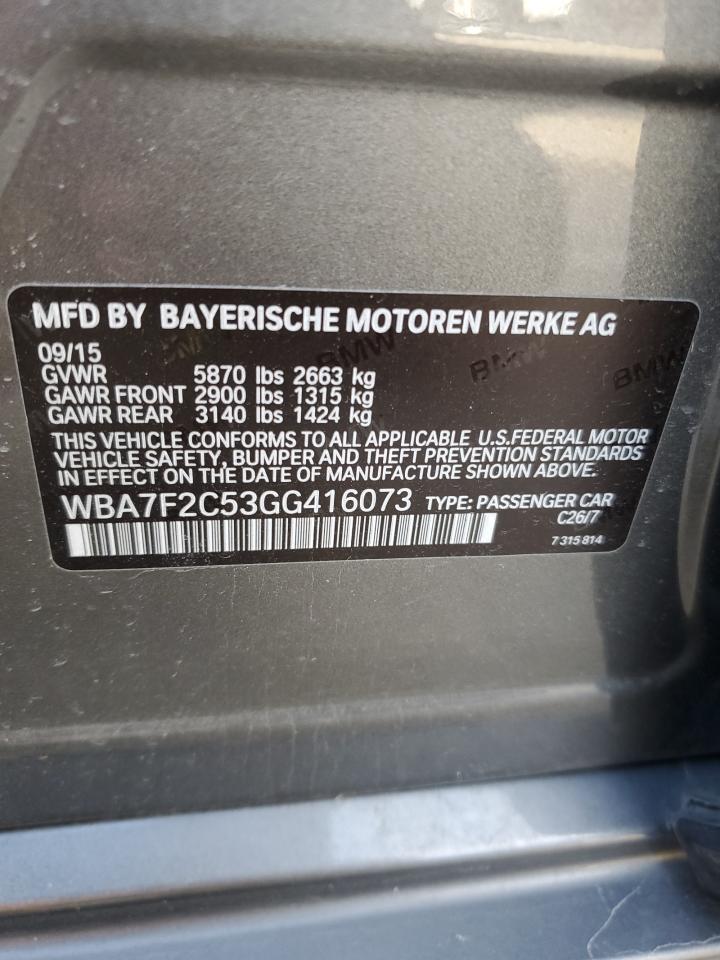 MFD BY BAYERISCHE MOTOREN WERKE AG
09/15
GVWR 5870 lbs 2663 kg
GAWR FRONT 2900 lbs 1315 kg
GAWR REAR 3140 lbs 1424 kg
THIS VEHICLE CONFORMS TO ALL APPLICABLE U.S.FEDERAL MOTOR
VEHICLE SAFETY, BUMPER AND THEFT PREVENTION STANDARDS
IN EFFECT ON THE DATE OF MANUFACTURE SHOWN ABOVE.
WBA7F2C53GG416073 TYPE: PASSENGER CAR
C26/7
7 315 814
BMW
BMW
BMW